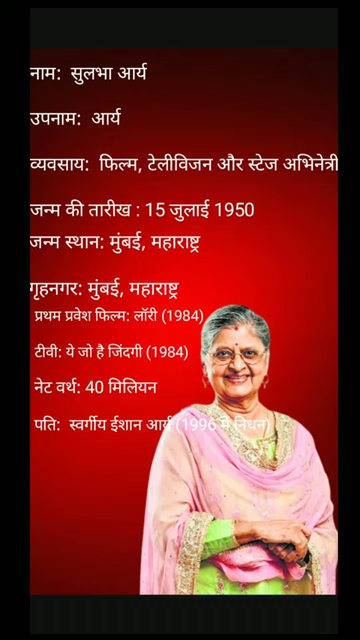 नाम: सुलभा आर्य
उपनाम: आर्य
व्यवसाय: फिल्म, टेलीविजन और स्टेज अभिनेत्री
जन्म की तारीख : 15 जुलाई 1950
जन्म स्थान: मुंबई, महाराष्ट्र
गृहनगर: मुंबई, महाराष्ट्र
प्रथम प्रवेश फिल्म: लॉरी (1984)
टीवी: ये जो है जिंदगी (1984)
नेट वर्थ: 40 मिलियन
पति: स्वर्गीय ईशान आर्य (1996 में निधन)